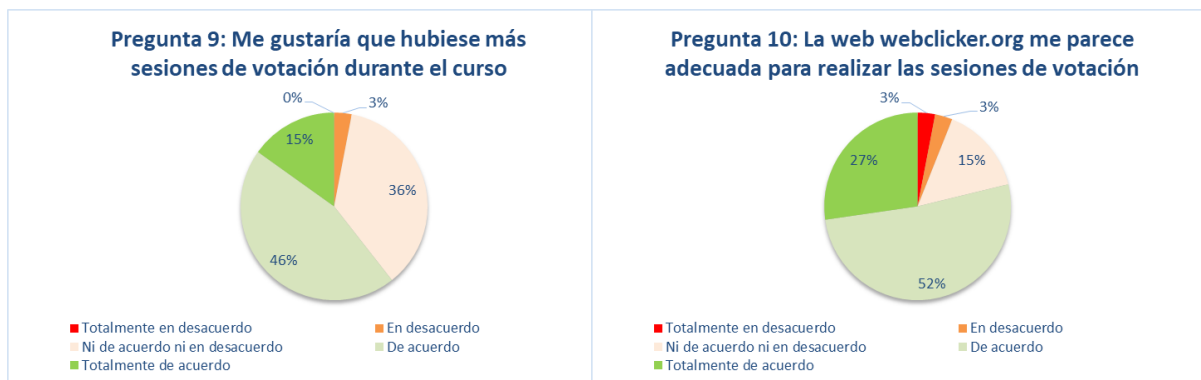 Pregunta 9: Me gustaría que hubiese más
sesiones de votación durante el curso
0%
3%
15%
36%
46%
Totalmente en desacuerdo
En desacuerdo
Ni de acuerdo ni en desacuerdo
De acuerdo
Totalmente de acuerdo
Pregunta 10: La web webclicker.org me parece
adecuada para realizar las sesiones de votación
3%
3%
27%
15%
52%
Totalmente en desacuerdo
En desacuerdo
Ni de acuerdo ni en desacuerdo
De acuerdo
Totalmente de acuerdo